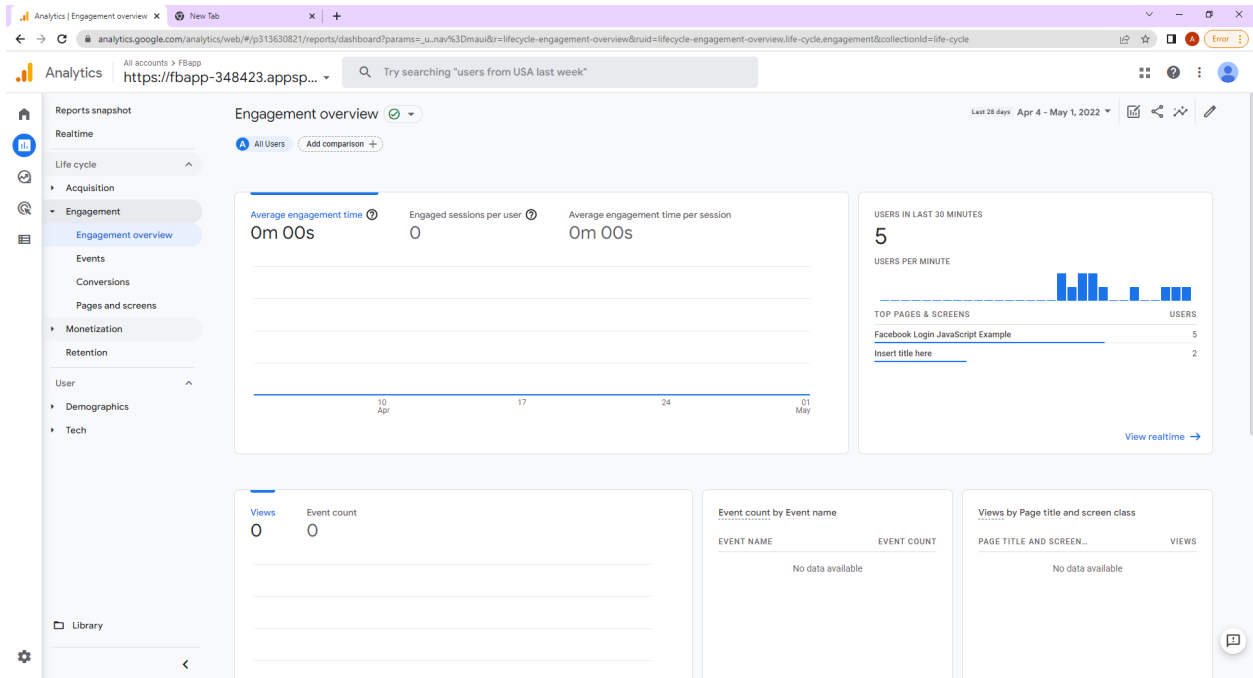 Analytics | Engagement overview
New Tab
analytics.google.com/analytics/web/#/p313630821/reports/dashboard?params=_u..nav%3Dmaui&r=lifecycle-engagement-overview&ruid=lifecycle-engagement-overview,life-cycle,engagement&collectionId=life-cycle
A
Error
Analytics
All accounts > FBapp
https://fbapp-348423.appsp...
Try searching "users from USA last week"
Reports snapshot
Realtime
Life cycle
Acquisition
Engagement
Engagement overview
Events
Conversions
Pages and screens
Monetization
Retention
User
Demographics
Tech
Library
Engagement overview
Last 28 days Apr 4 - May 1, 2022
A All Users
Add comparison +
Average engagement time
0m 00s
Engaged sessions per user
0
Average engagement time per session
0m 00s
10
Apr
17
24
01
May
USERS IN LAST 30 MINUTES
5
USERS PER MINUTE
TOP PAGES & SCREENS USERS
Facebook Login JavaScript Example 5
Insert title here 2
View realtime
Views
0
Event count
0
Event count by Event name
EVENT NAME EVENT COUNT
No data available
Views by Page title and screen class
PAGE TITLE AND SCREEN... VIEWS
No data available